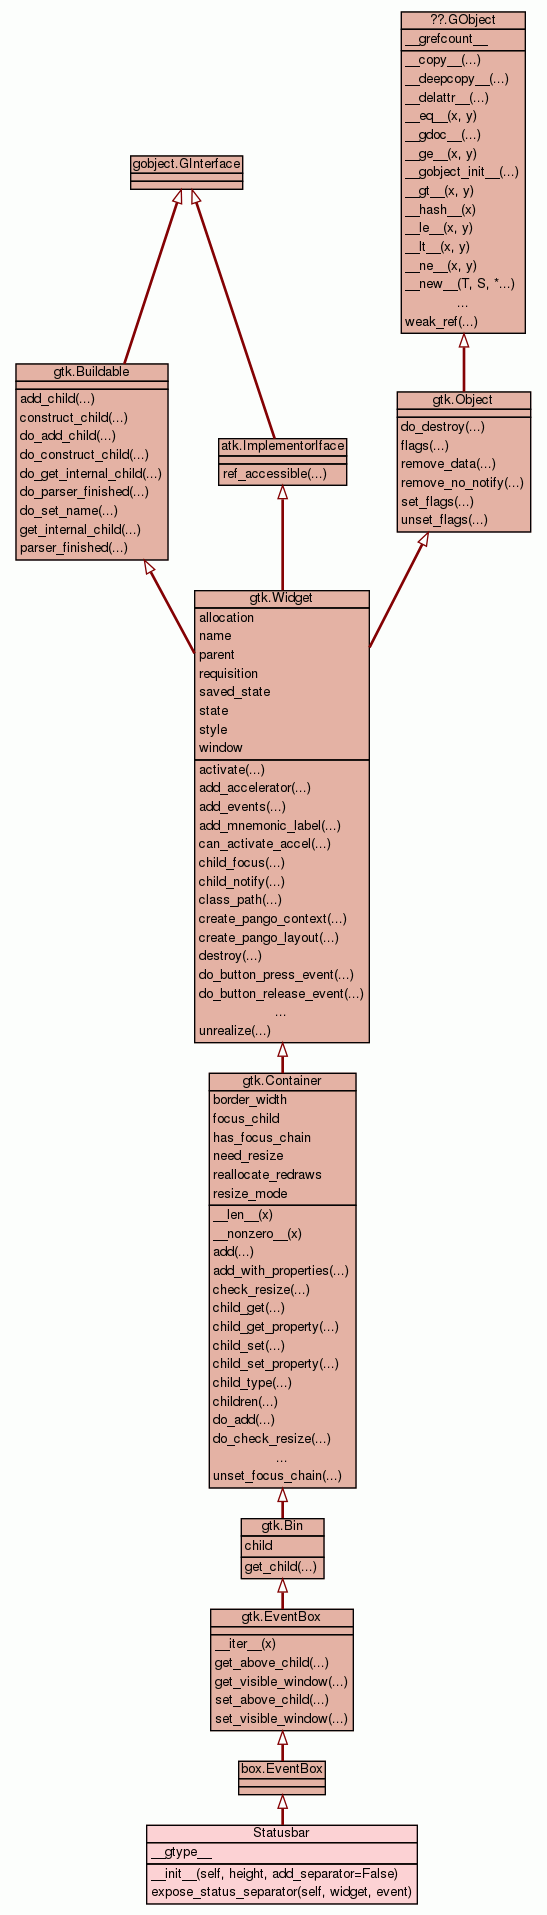 ??.GObject
__grefcount__
__copy__(...)
__deepcopy__(...)
__delattr__(...)
__eq__(x, y)
__gdoc__(...)
__ge__(x, y)
__gobject_init__(...)
__gt__(x, y)
__hash__(x)
__le__(x, y)
__lt__(x, y)
__ne__(x, y)
__new__(T, S, *...)
...
weak_ref(...)
gobject.GInterface
gtk.Buildable
add_child(...)
construct_child(...)
do_add_child(...)
do_construct_child(...)
do_get_internal_child(...)
do_parser_finished(...)
do_set_name(...)
get_internal_child(...)
parser_finished(...)
atk.ImplementorIface
ref_accessible(...)
gtk.Object
do_destroy(...)
flags(...)
remove_data(...)
remove_no_notify(...)
set_flags(...)
unset_flags(...)
gtk.Widget
allocation
name
parent
requisition
saved_state
state
style
window
activate(...)
add_accelerator(...)
add_events(...)
add_mnemonic_label(...)
can_activate_accel(...)
child_focus(...)
child_notify(...)
class_path(...)
create_pango_context(...)
create_pango_layout(...)
destroy(...)
do_button_press_event(...)
do_button_release_event(...)
...
unrealize(...)
gtk.Container
border_width
focus_child
has_focus_chain
need_resize
reallocate_redraws
resize_mode
__len__(x)
__nonzero__(x)
add(...)
add_with_properties(...)
check_resize(...)
child_get(...)
child_get_property(...)
child_set(...)
child_set_property(...)
child_type(...)
children(...)
do_add(...)
do_check_resize(...)
...
unset_focus_chain(...)
gtk.Bin
child
get_child(...)
gtk.EventBox
__iter__(x)
get_above_child(...)
get_visible_window(...)
set_above_child(...)
set_visible_window(...)
box.EventBox
Statusbar
__gtype__
__init__(self, height, add_separator=False)
expose_status_separator(self, widget, event)